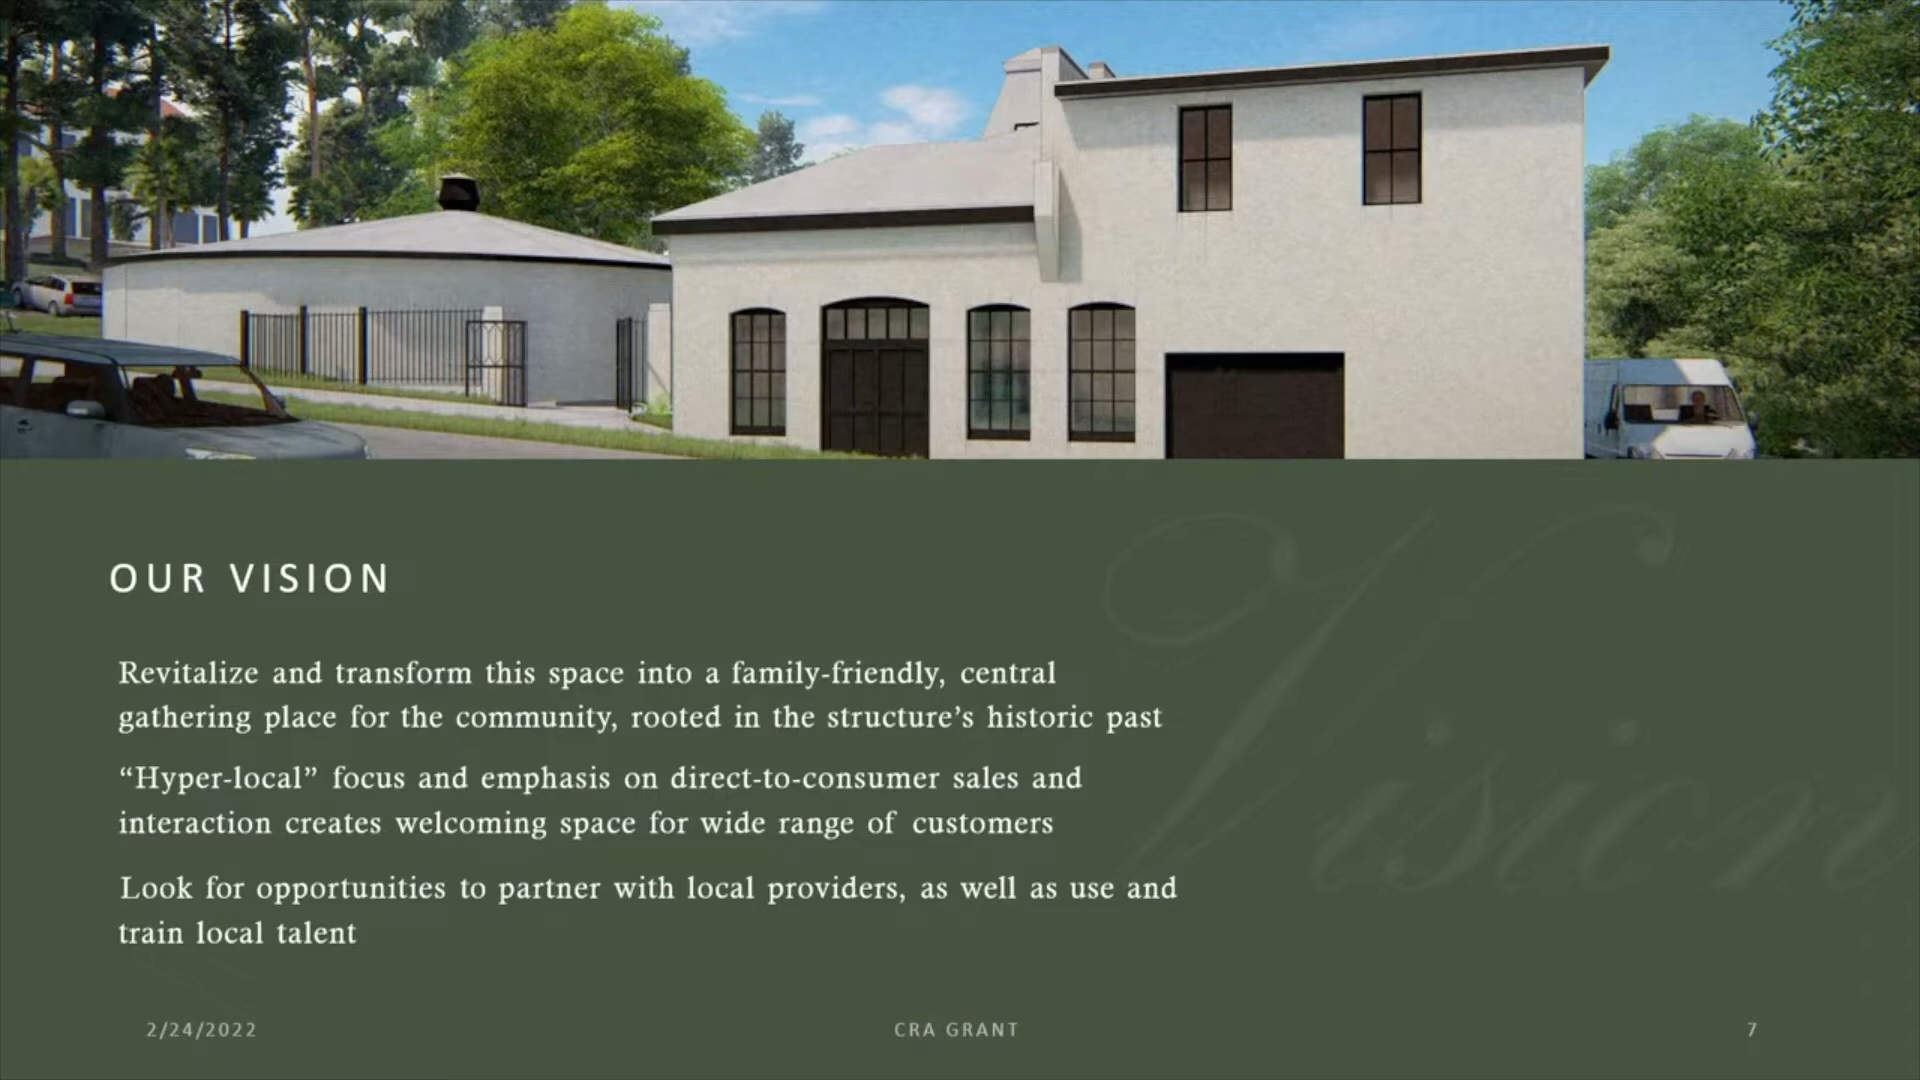 OUR VISION
Revitalize and transform this space into a family-friendly, central
gathering place for the community, rooted in the structure’s historic past
“Hyper-local” focus and emphasis on direct-to-consumer sales and
interaction creates welcoming space for wide range of customers
Look for opportunities to partner with local providers, as well as use and
train local talent
Vision
2/24/2022
CRA GRANT
7